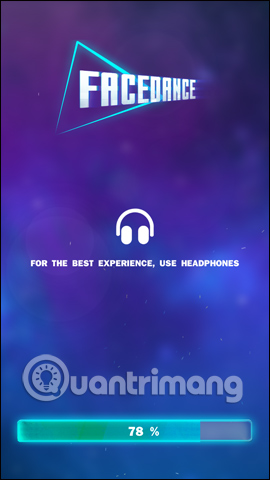 FACEDANCE
FOR THE BEST EXPERIENCE, USE HEADPHONES
Quantrimang
78 %